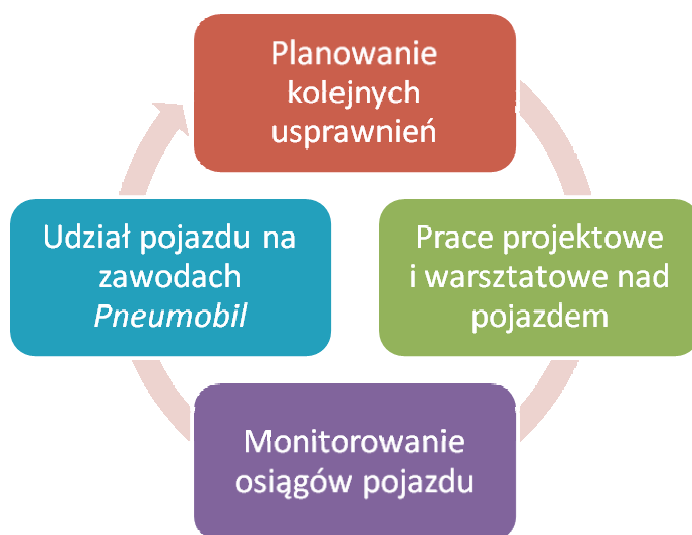 Planowanie
kolejnych
usprawnień
Udział pojazdu na
zawodach
Pneumobil
Prace projektowe
i warsztatowe nad
pojazdem
Monitorowanie
osiągów pojazdu